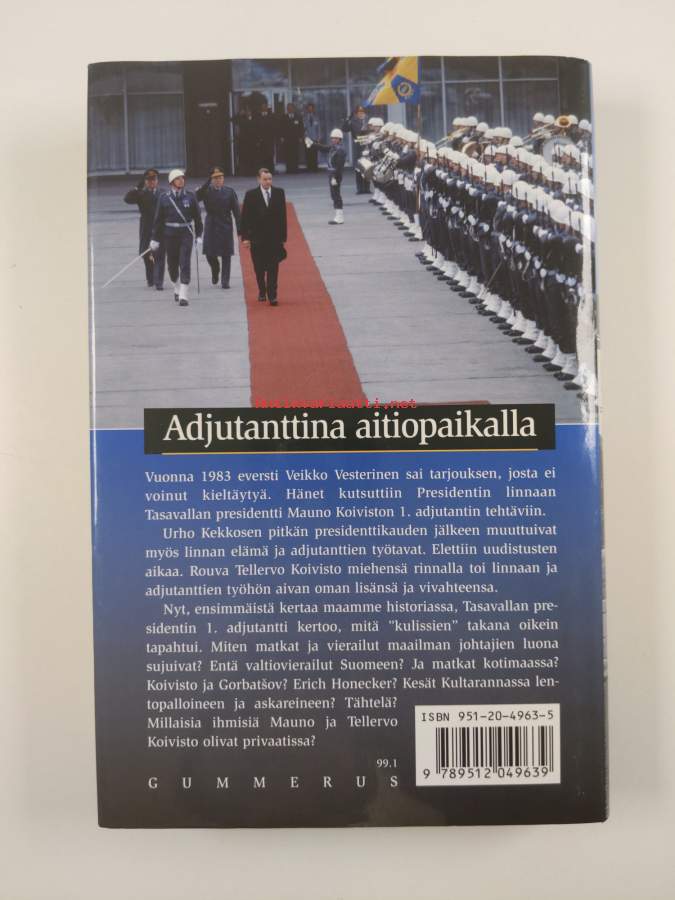 Antikvariaatti.net
Adjutanttina aitiopaikalla
Vuonna 1983 eversti Veikko Vesterinen sai tarjouksen, josta ei
voinut kieltäytyä. Hänet kutsuttiin Presidentin linnaan
Tasavallan presidentti Mauno Koiviston 1. adjutantin tehtäviin.
Urho Kekkosen pitkän presidenttikauden jälkeen muuttuivat
myös linnan elämä ja adjutanttien työtavat. Elettiin uudistusten
aikaa. Rouva Tellervo Koivisto miehensä rinnalla toi linnaan ja
adjutanttien työhön aivan oman lisänsä ja vivahteensa.
Nyt, ensimmäistä kertaa maamme historiassa, Tasavallan pre-
sidentin 1. adjutantti kertoo, mitä "kulissien" takana oikein
tapahtui. Miten matkat ja vierailut maailman johtajien luona
sujuivat? Entä valtiovierailut Suomeen? Ja matkat kotimaassa?
Koivisto ja Gorbatšov? Erich Honecker? Kesät Kultarannassa len-
topalloineen ja askareineen? Tähtelä?
Millaisia ihmisiä Mauno ja Tellervo
Koivisto olivat privaatissa?
99.1
GUMMERUS
ISBN 951-20-4963-5
9 789512 049639